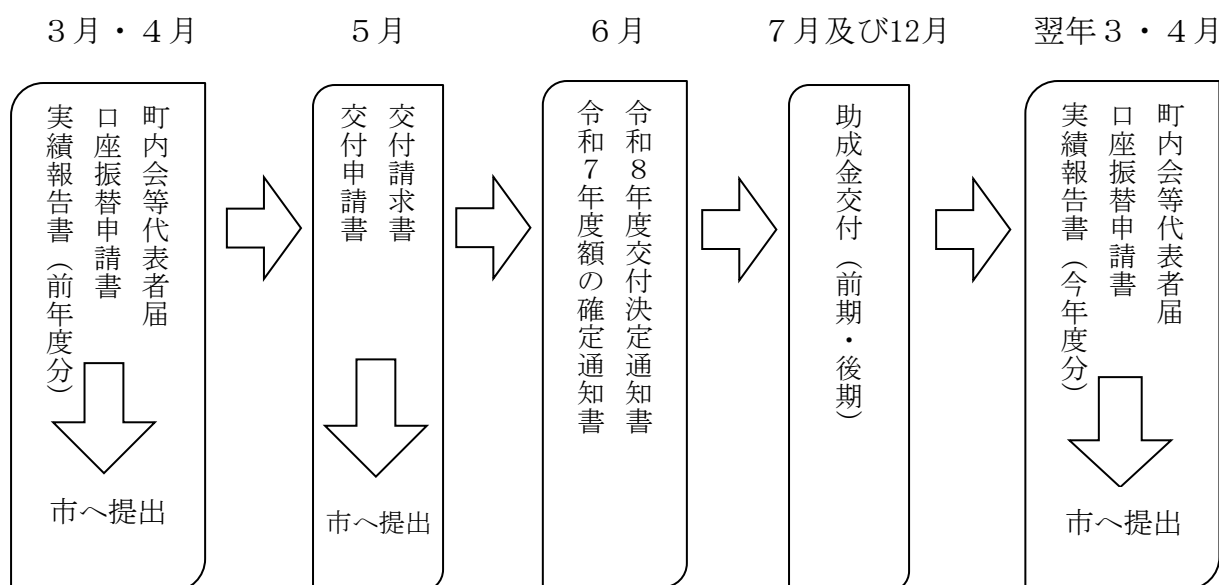 ３月・４月
町内会等代表者届
口座振替申請書
実績報告書（前年度分）
市へ提出
５月
交付請求書
交付申請書
市へ提出
６月
令和８年度交付決定通知書
令和７年度額の確定通知書
７月及び12月
助成金交付（前期・後期）
翌年３・４月
町内会等代表者届
口座振替申請書
実績報告書（今年度分）
市へ提出